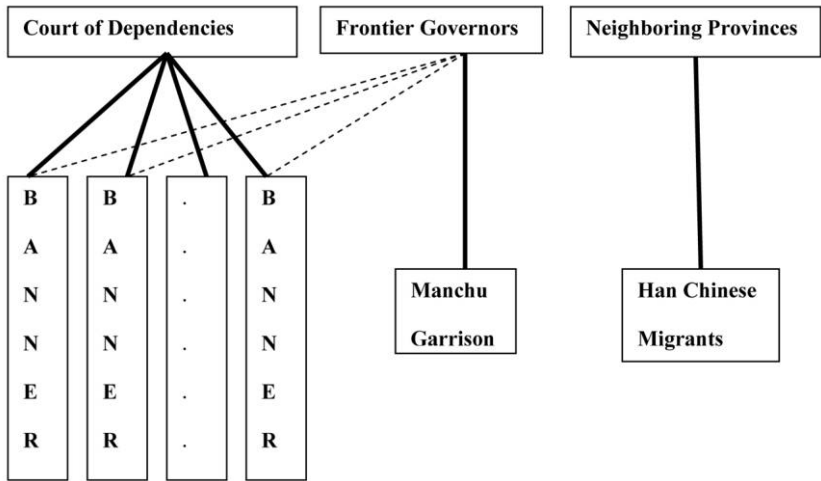 Court of Dependencies
Frontier Governors
Neighboring Provinces
B
A
N
N
E
R
B
A
N
N
E
R
.
.
.
.
.
.
B
A
N
N
E
R
Manchu
Garrison
Han Chinese
Migrants